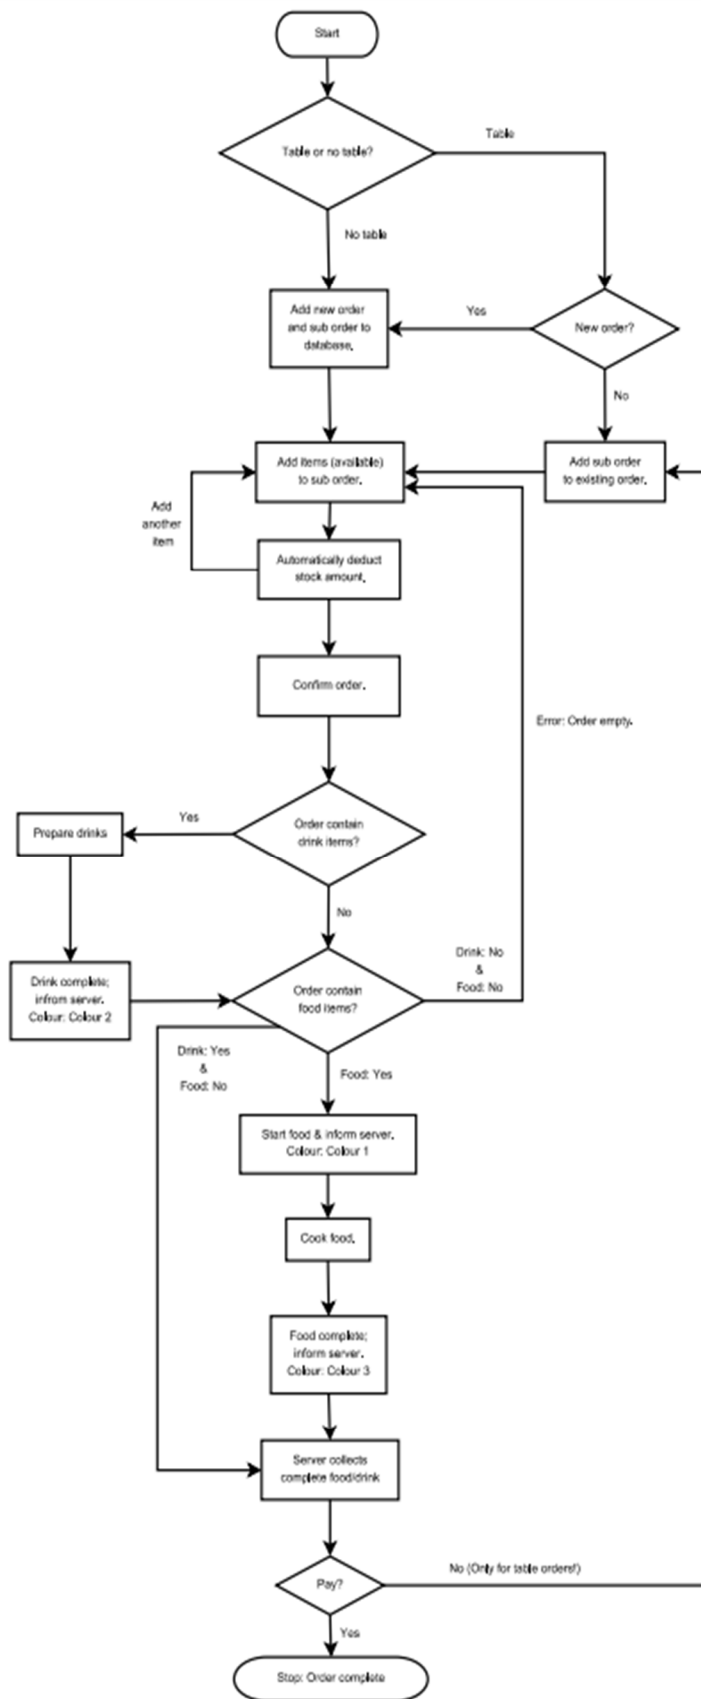 Start
Table or no table?
Table
No table
Add new order
and sub order to
database.
Yes
New order?
No
Add items (available)
to sub order.
Add sub order
to existing order.
Add
another
item
Automatically deduct
stock amount.
Confirm order.
Error: Order empty.
Prepare drinks
Yes
Order contain
drink items?
No
Drink: No
&
Food: No
Drink complete;
infrom server.
Colour: Colour 2
Order contain
food items?
Drink: Yes
&
Food: No
Food: Yes
Start food & inform server.
Colour: Colour 1
Cook food.
Food complete;
inform server.
Colour: Colour 3
Server collects
complete food/drink
Pay?
No (Only for table orders!)
Yes
Stop: Order complete